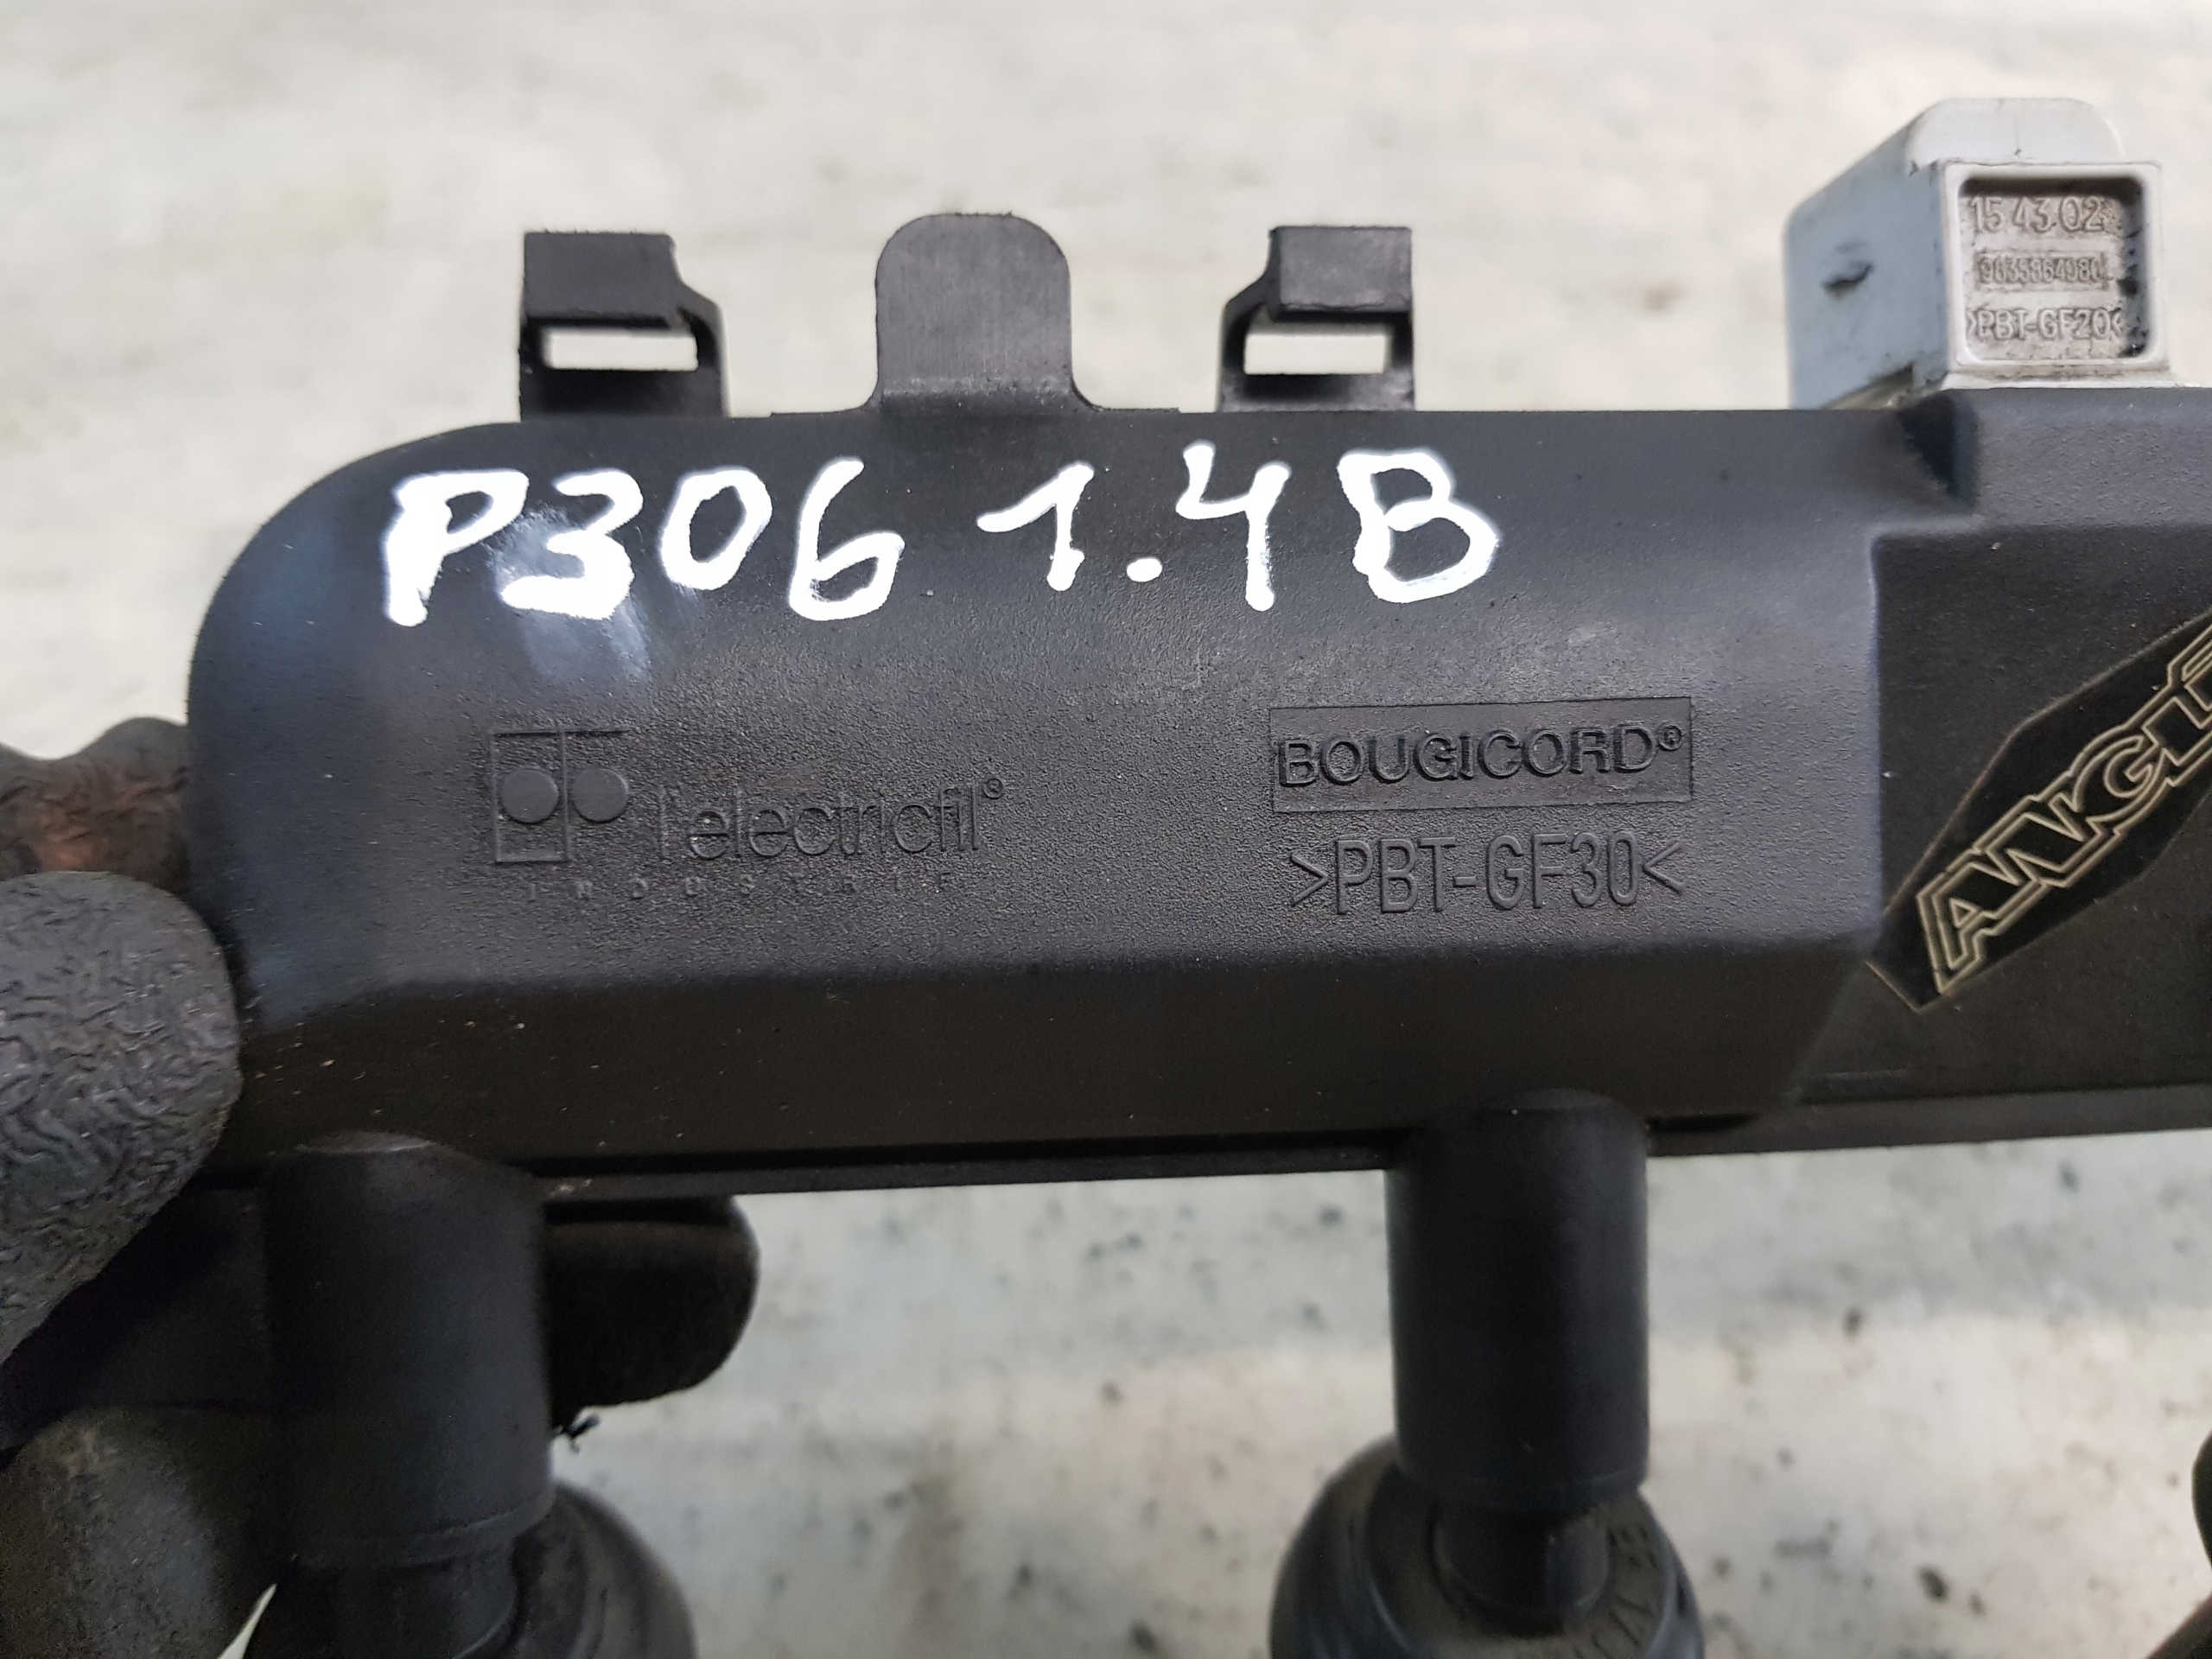 15 43.02
9635864980
>PBT-GF20<
P306 1.4B
l'electricfil®
INDUSTRIE
BOUGICORD®
>PBT-GF30<